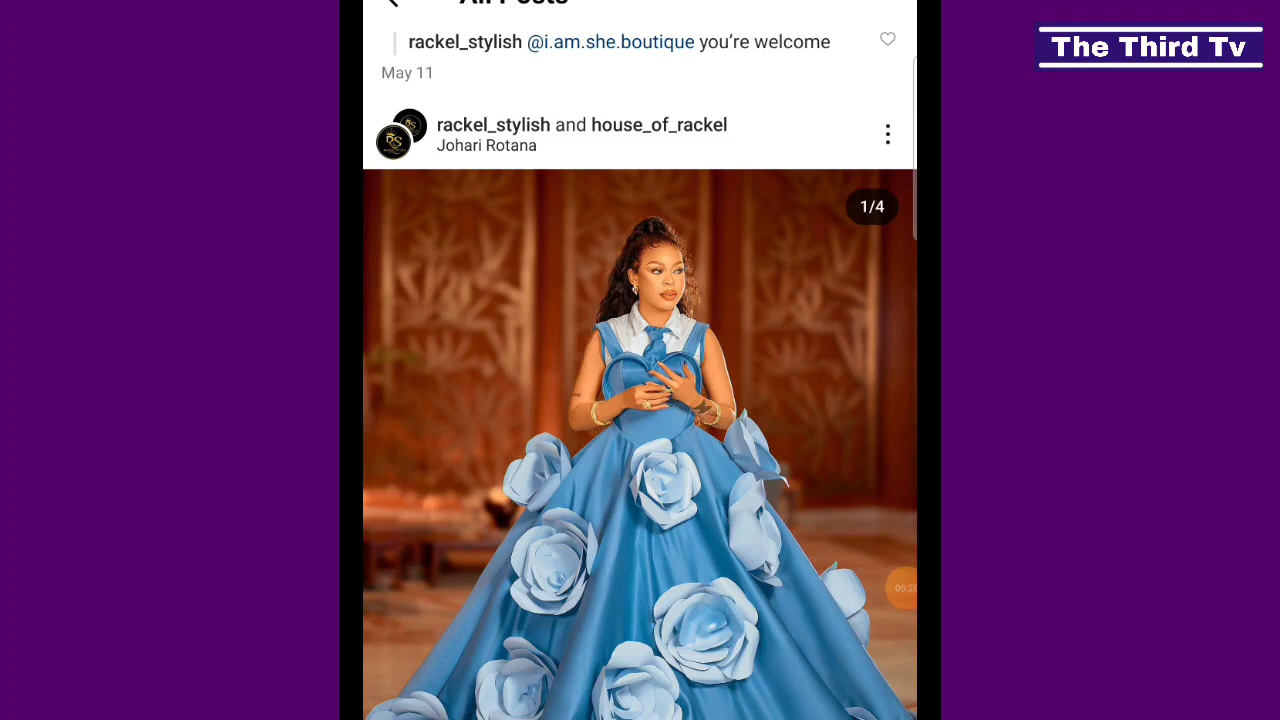 The Third Tv
rackel_stylish @i.am.she.boutique you’re welcome
May 11
rackel_stylish and house_of_rackel
Johari Rotana
1/4
RS